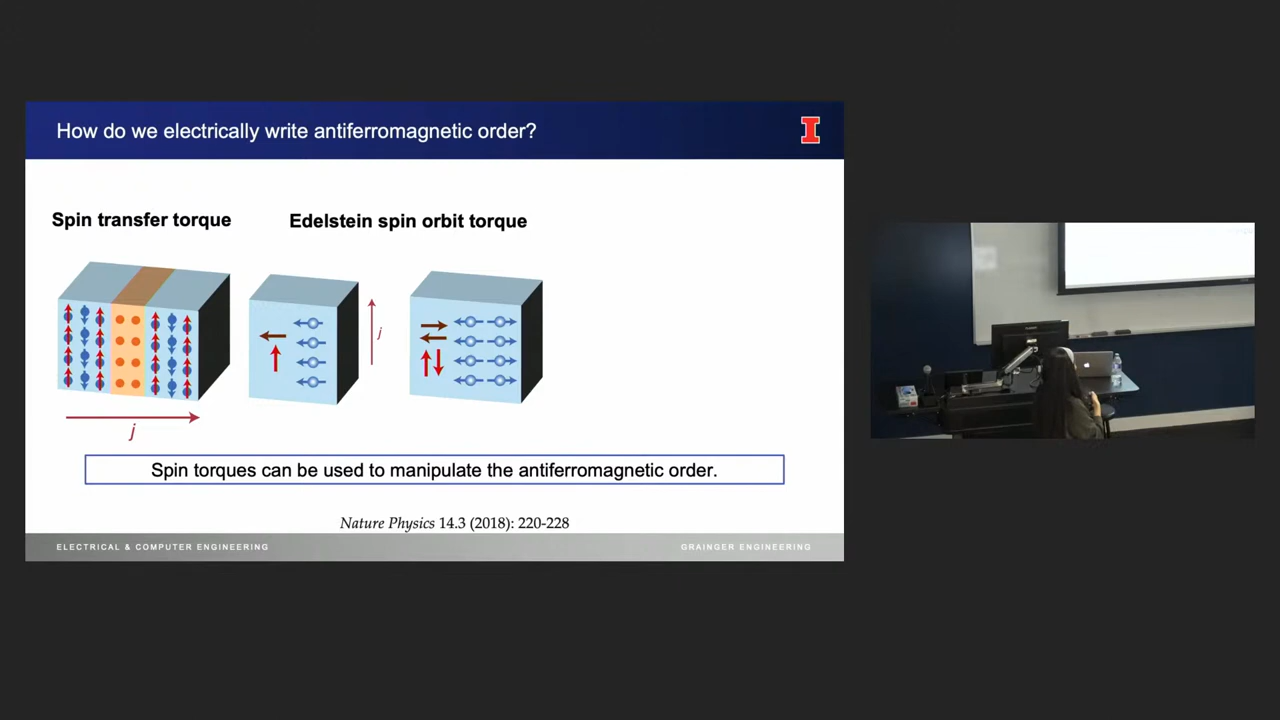 How do we electrically write antiferromagnetic order?
I
Spin transfer torque
Edelstein spin orbit torque
j
j
Spin torques can be used to manipulate the antiferromagnetic order.
Nature Physics 14.3 (2018): 220-228
ELECTRICAL & COMPUTER ENGINEERING
GRAINGER ENGINEERING